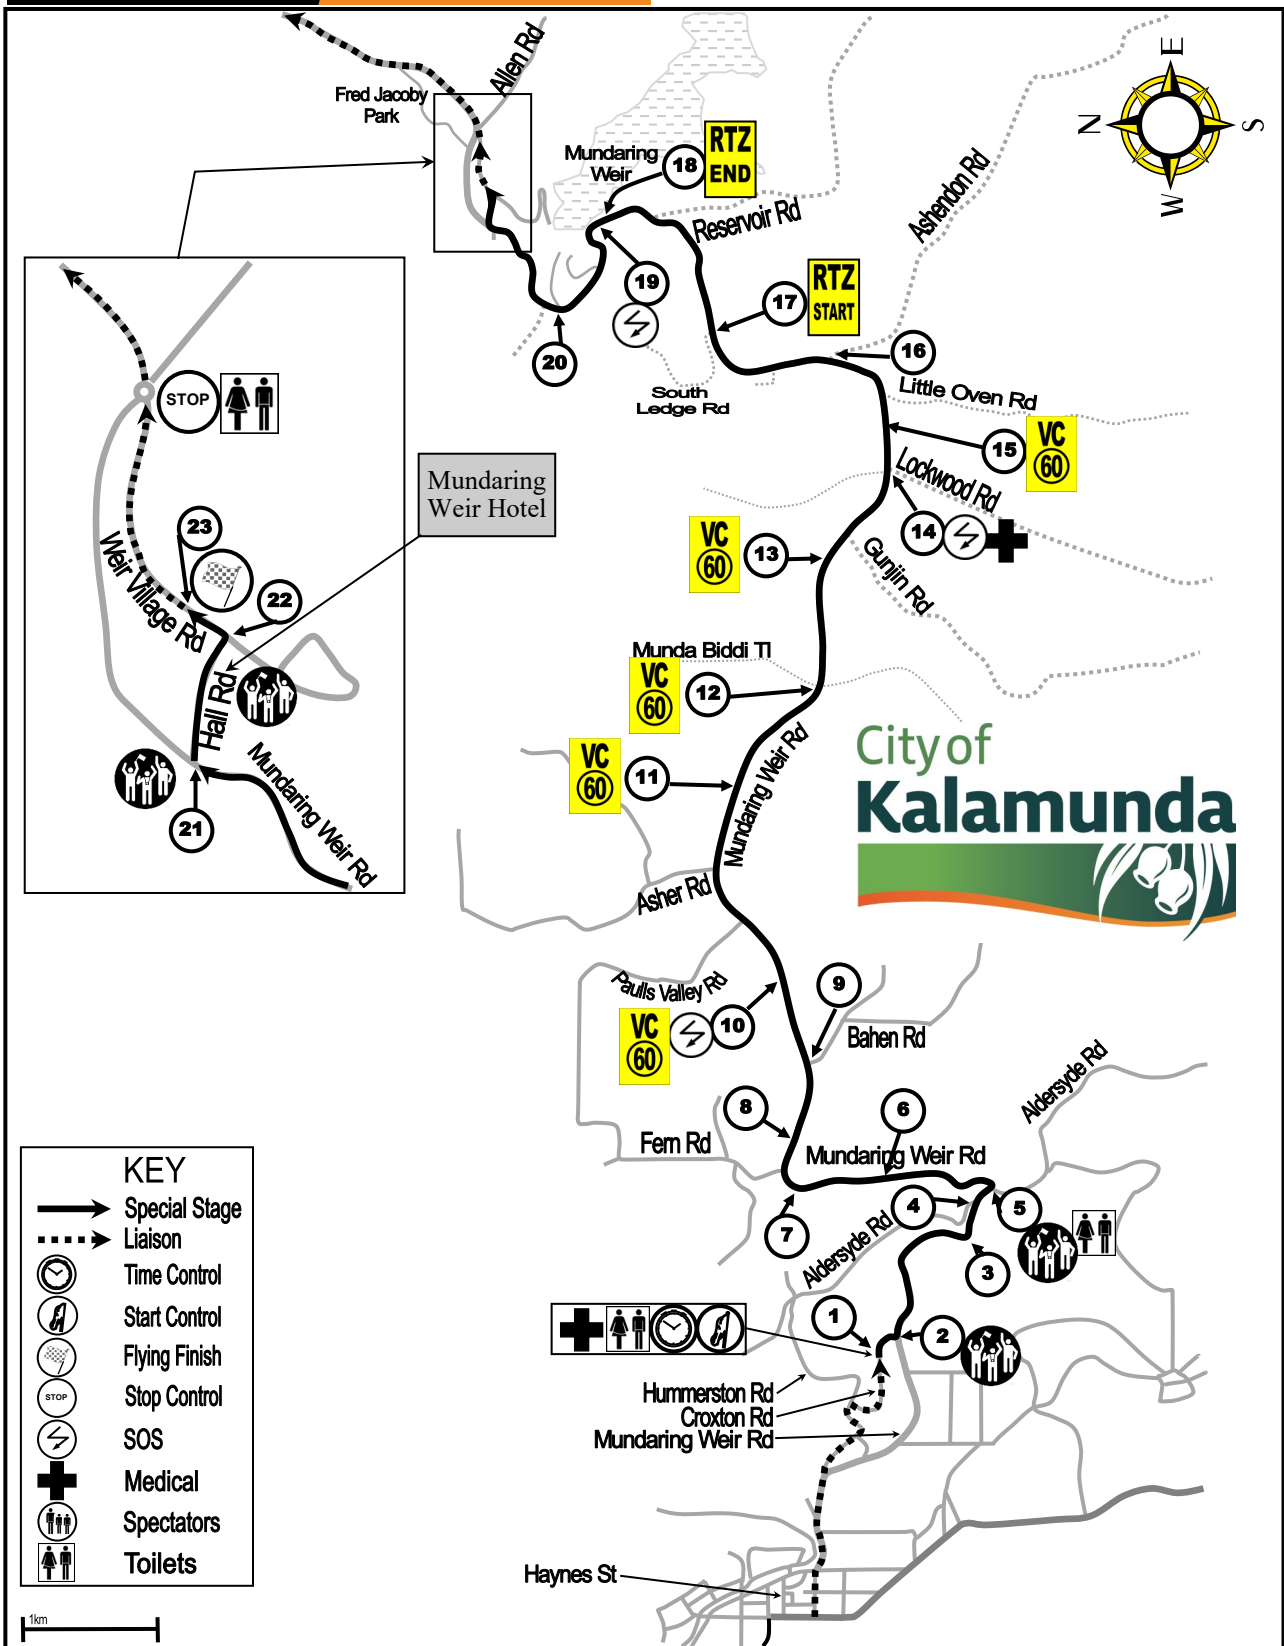 Allen Rd
Fred Jacoby
Park
E
N
S
W
Mundaring
Weir
18
RTZ
END
Reservoir Rd
Ashendon Rd
19
17
RTZ
START
20
16
South
Ledge Rd
Little Oven Rd
15
VC
60
STOP
Mundaring
Weir Hotel
Lockwood Rd
14
VC
60
13
Gunjin Rd
23
22
Weir Village Rd
Hall Rd
Mundaring Weir Rd
21
Munda Biddi Tl
VC
60
12
VC
60
11
Mundaring Weir Rd
City of
Kalamunda
Asher Rd
Paulls Valley Rd
9
VC
60
10
Bahen Rd
Aldersyde Rd
8
6
Fern Rd
Mundaring Weir Rd
4
5
7
Aldersyde Rd
3
1
2
Hummerston Rd
Croxton Rd
Mundaring Weir Rd
Haynes St
KEY
Special Stage
Liaison
Time Control
Start Control
Flying Finish
STOP
Stop Control
SOS
Medical
Spectators
Toilets
1km